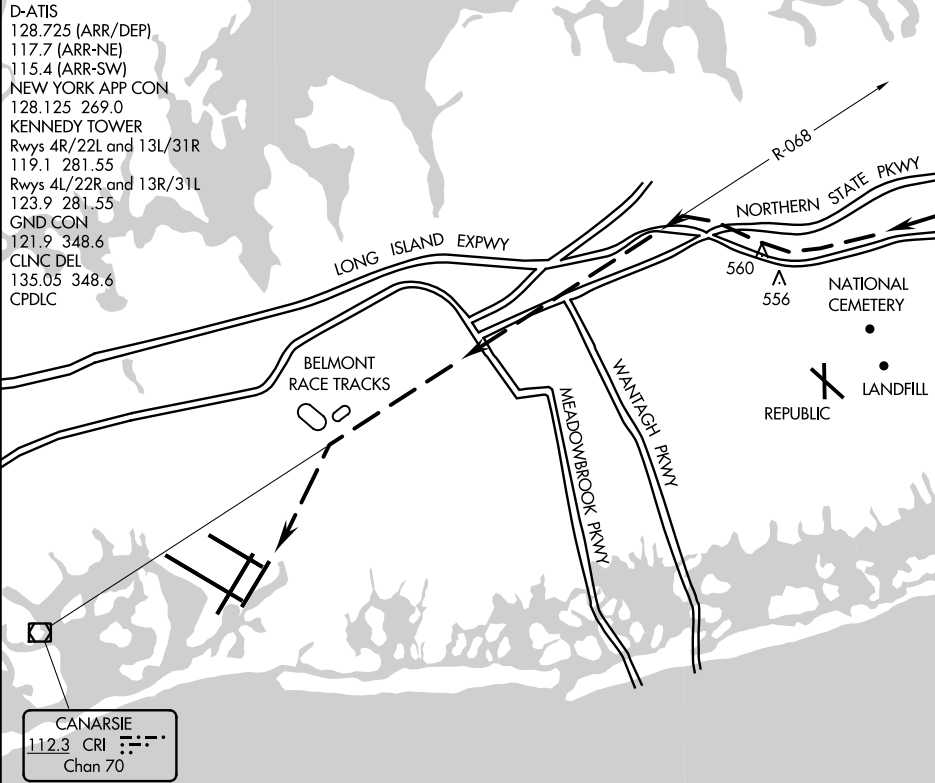 D-ATIS
128.725 (ARR/DEP)
117.7 (ARR-NE)
115.4 (ARR-SW)
NEW YORK APP CON
128.125 269.0
KENNEDY TOWER
Rwys 4R/22L and 13L/31R
119.1 281.55
Rwys 4L/22R and 13R/31L
123.9 281.55
GND CON
121.9 348.6
CLNC DEL
135.05 348.6
CPDLC
R-068
NORTHERN STATE PKWY
LONG ISLAND EXPWY
560
556
NATIONAL
CEMETERY
LANDFILL
REPUBLIC
BELMONT
RACE TRACKS
WANTAGH PKWY
MEADOWBROOK PKWY
CANARSIE
112.3 CRI
Chan 70